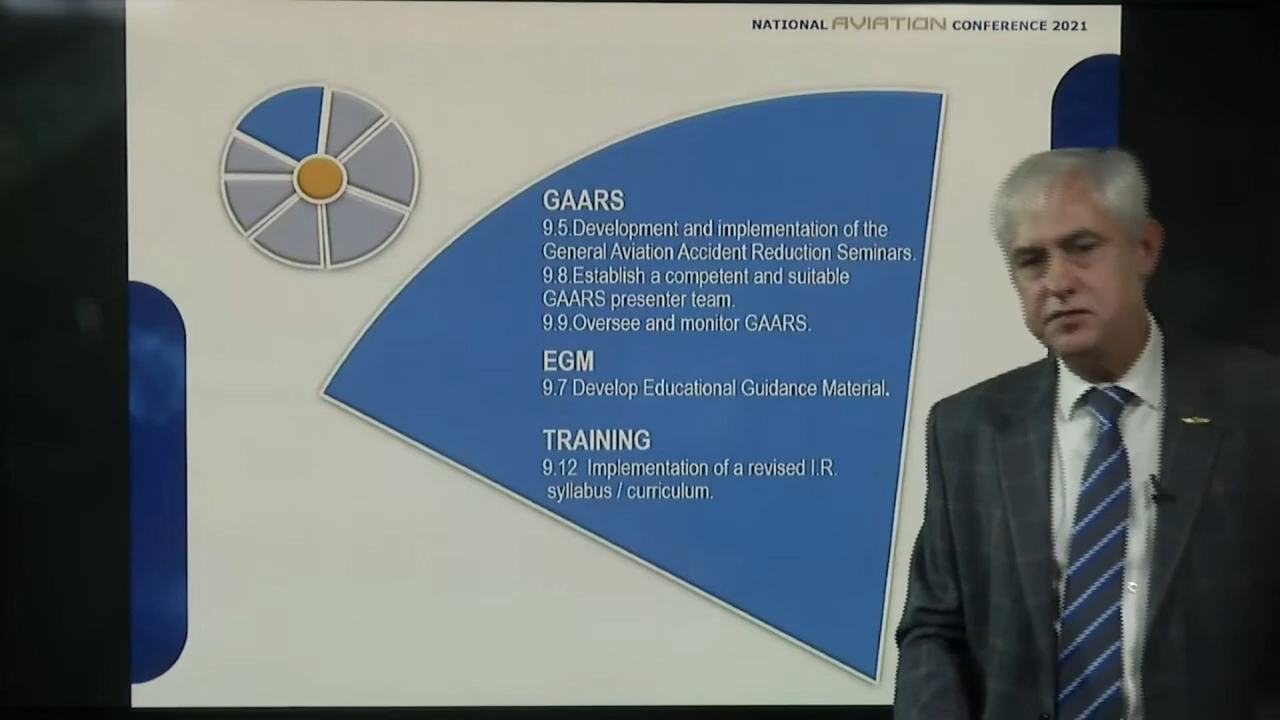 NATIONAL AVIATION CONFERENCE 2021
GAARS
9.5.Development and implementation of the
General Aviation Accident Reduction Seminars.
9.8.Establish a competent and suitable
GAARS presenter team.
9.9.Oversee and monitor GAARS.
EGM
9.7 Develop Educational Guidance Material.
TRAINING
9.12 Implementation of a revised I.R.
syllabus / curriculum.